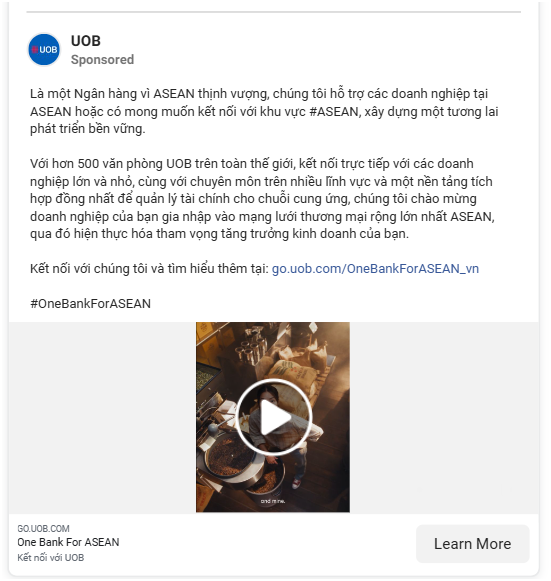 UOB
UOB
Sponsored
Là một Ngân hàng vì ASEAN thịnh vượng, chúng tôi hỗ trợ các doanh nghiệp tại
ASEAN hoặc có mong muốn kết nối với khu vực #ASEAN, xây dựng một tương lai
phát triển bền vững.
Với hơn 500 văn phòng UOB trên toàn thế giới, kết nối trực tiếp với các doanh
nghiệp lớn và nhỏ, cùng với chuyên môn trên nhiều lĩnh vực và một nền tảng tích
hợp đồng nhất để quản lý tài chính cho chuỗi cung ứng, chúng tôi chào mừng
doanh nghiệp của bạn gia nhập vào mạng lưới thương mại rộng lớn nhất ASEAN,
qua đó hiện thực hóa tham vọng tăng trưởng kinh doanh của bạn.
Kết nối với chúng tôi và tìm hiểu thêm tại: go.uob.com/OneBankForASEAN_vn
#OneBankForASEAN
and mine.
GO.UOB.COM
One Bank For ASEAN
Kết nối với UOB
Learn More